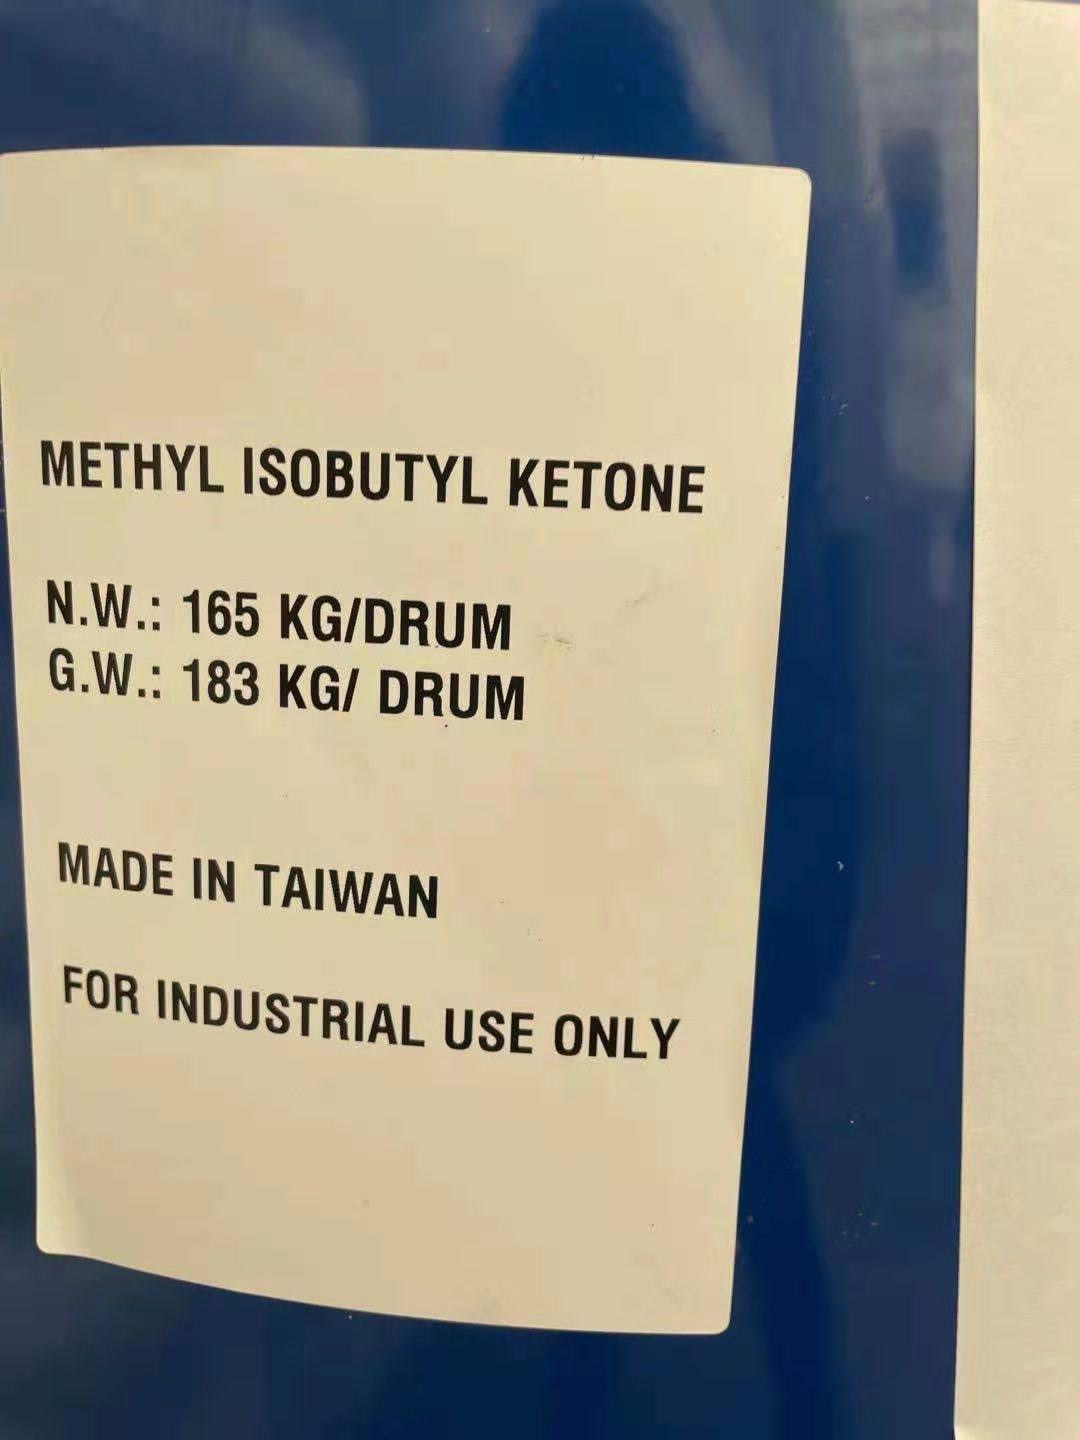 METHYL ISOBUTYL KETONE
N.W.: 165 KG/DRUM
G.W.: 183 KG/ DRUM
MADE IN TAIWAN
FOR INDUSTRIAL USE ONLY